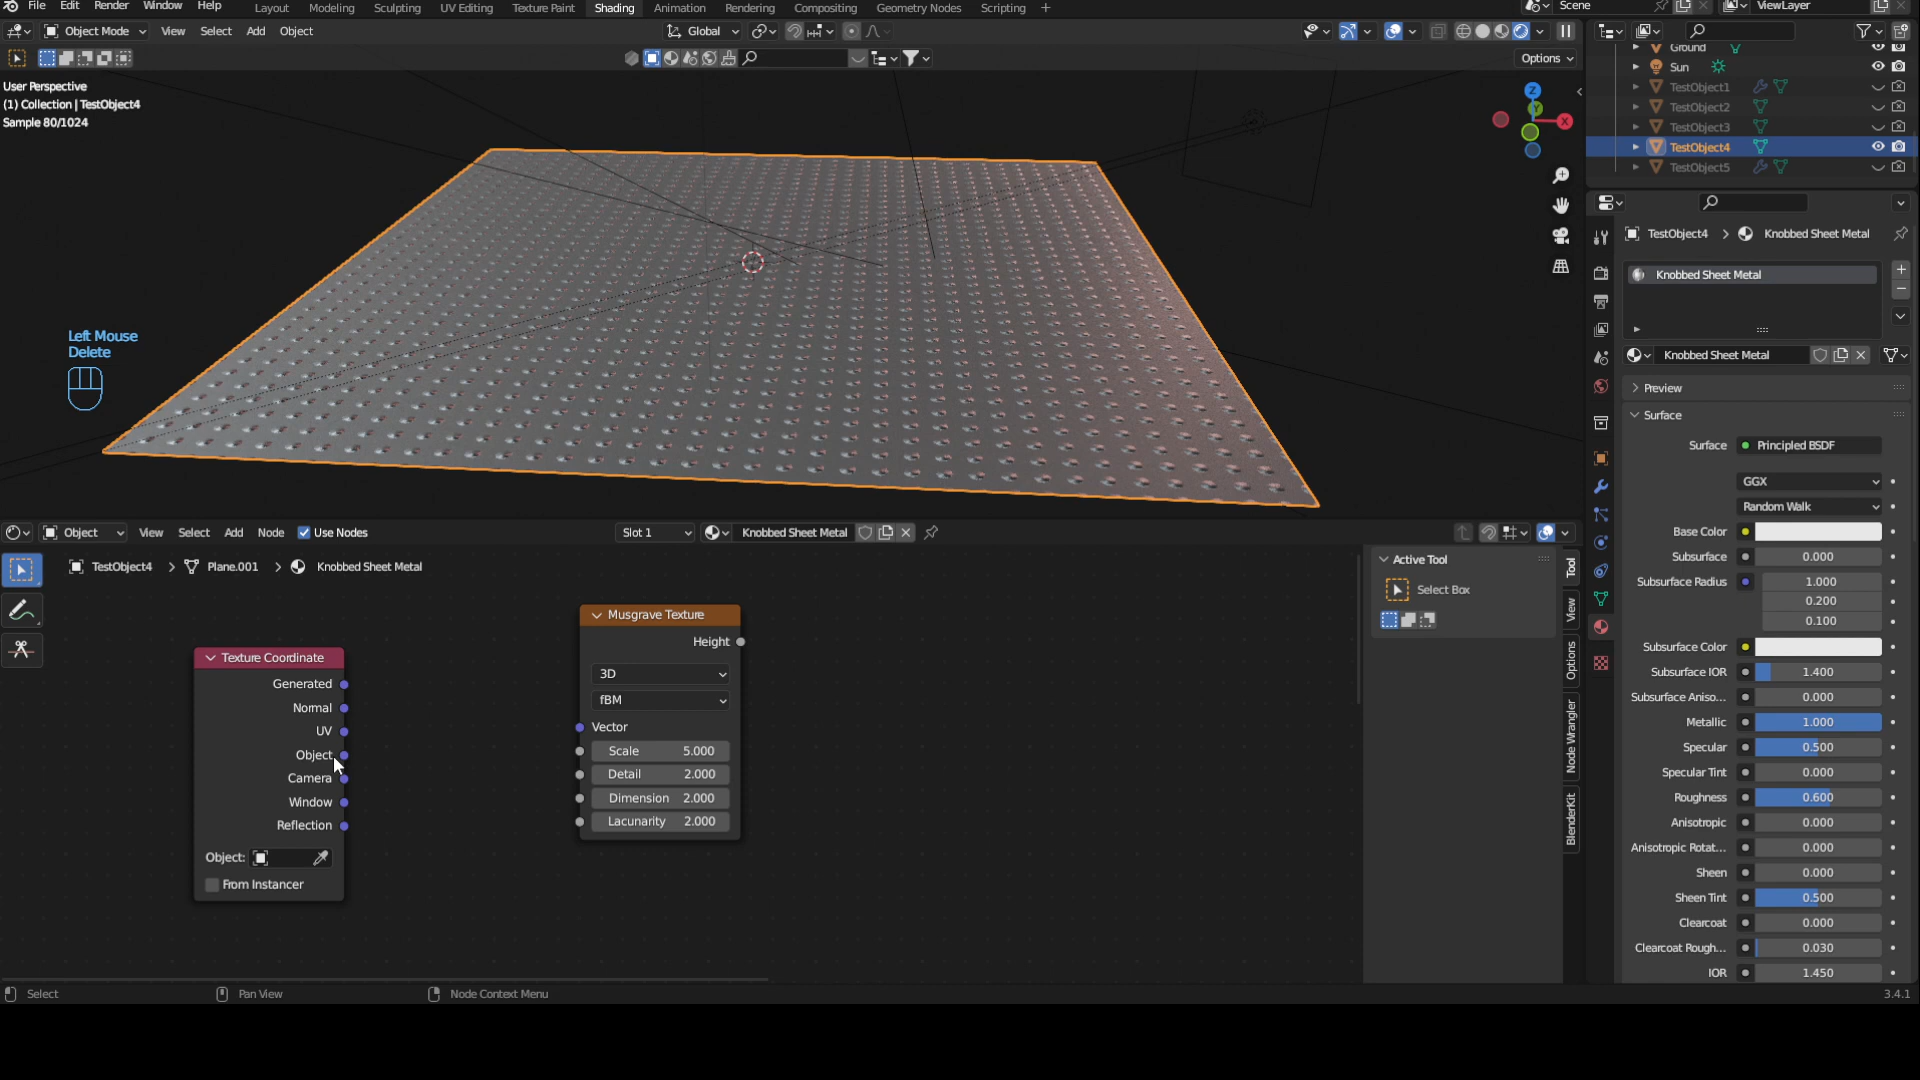 File Edit Render Window Help Layout Modeling Sculpting UV Editing Texture Paint Shading Animation Rendering Compositing Geometry Nodes Scripting + Scene ViewLayer
Object Mode View Select Add Object Global
Options
User Perspective
(1) Collection | TestObject4
Sample 80/1024
Z
Y
X
Left Mouse
Delete
Ground
Sun
TestObject1
TestObject2
TestObject3
TestObject4
TestObject5
TestObject4 > Knobbed Sheet Metal
Knobbed Sheet Metal
Knobbed Sheet Metal
Preview
Surface
Surface Principled BSDF
GGX
Random Walk
Base Color
Subsurface 0.000
Subsurface Radius 1.000
0.200
0.100
Subsurface Color
Subsurface IOR 1.400
Subsurface Aniso... 0.000
Metallic 1.000
Specular 0.500
Specular Tint 0.000
Roughness 0.600
Anisotropic 0.000
Anisotropic Rotat... 0.000
Sheen 0.000
Sheen Tint 0.500
Clearcoat 0.000
Clearcoat Rough... 0.030
IOR 1.450
Object View Select Add Node Use Nodes Slot 1 Knobbed Sheet Metal
TestObject4 > Plane.001 > Knobbed Sheet Metal
Texture Coordinate
Generated
Normal
UV
Object
Camera
Window
Reflection
Object:
From Instancer
Musgrave Texture
Height
3D
fBM
Vector
Scale 5.000
Detail 2.000
Dimension 2.000
Lacunarity 2.000
Active Tool
Select Box
Tool
View
Options
Node Wrangler
BlenderKit
Select Pan View Node Context Menu 3.4.1